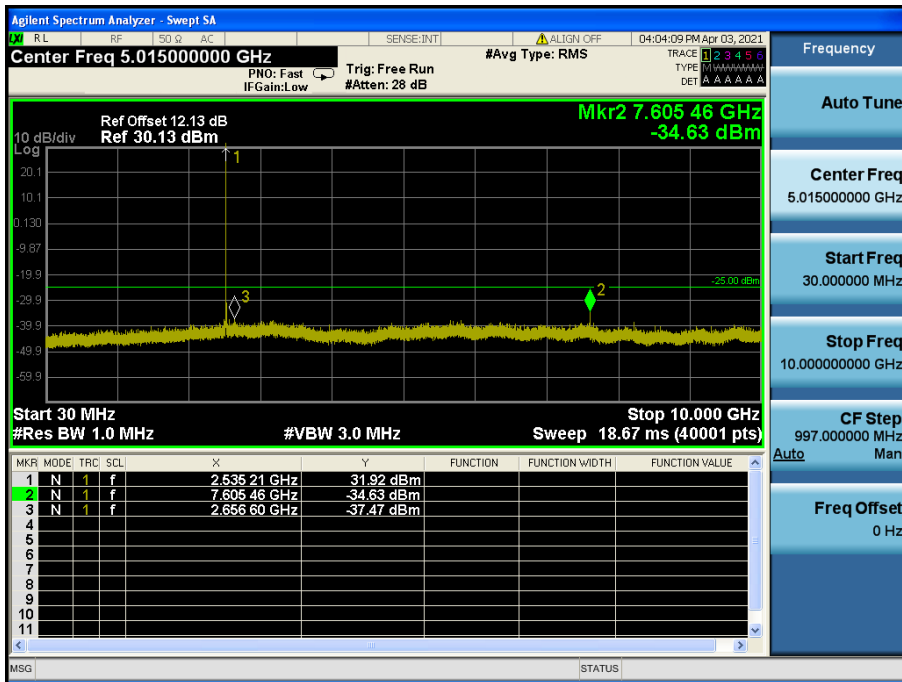 Agilent Spectrum Analyzer - Swept SA
LXI RL RF 50 Ω AC SENSE:INT ALIGN OFF 04:04:09 PM Apr 03, 2021
Center Freq 5.015000000 GHz #Avg Type: RMS TRACE 1 2 3 4 5 6
PNO: Fast Trig: Free Run TYPE M WWWWW
IFGain:Low #Atten: 28 dB DET A A A A A A
Mkr2 7.605 46 GHz
-34.63 dBm
Ref Offset 12.13 dB
10 dB/div Ref 30.13 dBm
Log
1
20.1
10.1
0.130
-9.87
-19.9
-25.00 dBm
-29.9
3
2
-39.9
-49.9
-59.9
Start 30 MHz Stop 10.000 GHz
#Res BW 1.0 MHz #VBW 3.0 MHz Sweep 18.67 ms (40001 pts)
MKR MODE TRC SCL X Y FUNCTION FUNCTION WIDTH FUNCTION VALUE
1 N 1 f 2.535 21 GHz 31.92 dBm
2 N 1 f 7.605 46 GHz -34.63 dBm
3 N 1 f 2.656 60 GHz -37.47 dBm
4
5
6
7
8
9
10
11
MSG STATUS
Frequency
Auto Tune
Center Freq
5.015000000 GHz
Start Freq
30.000000 MHz
Stop Freq
10.000000000 GHz
CF Step
997.000000 MHz
Auto Man
Freq Offset
0 Hz